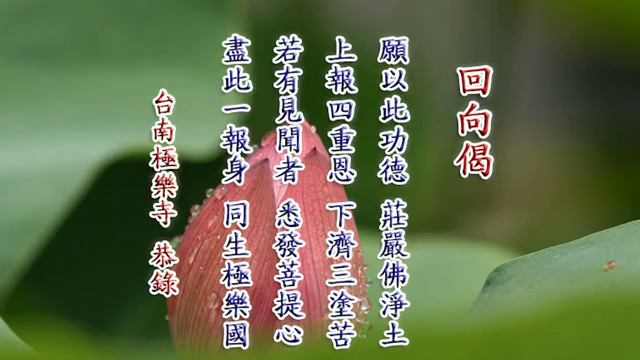 回向偈
願以此功德 莊嚴佛淨土
上報四重恩 下濟三塗苦
若有見聞者 悉發菩提心
盡此一報身 同生極樂國
台南極樂寺 恭錄